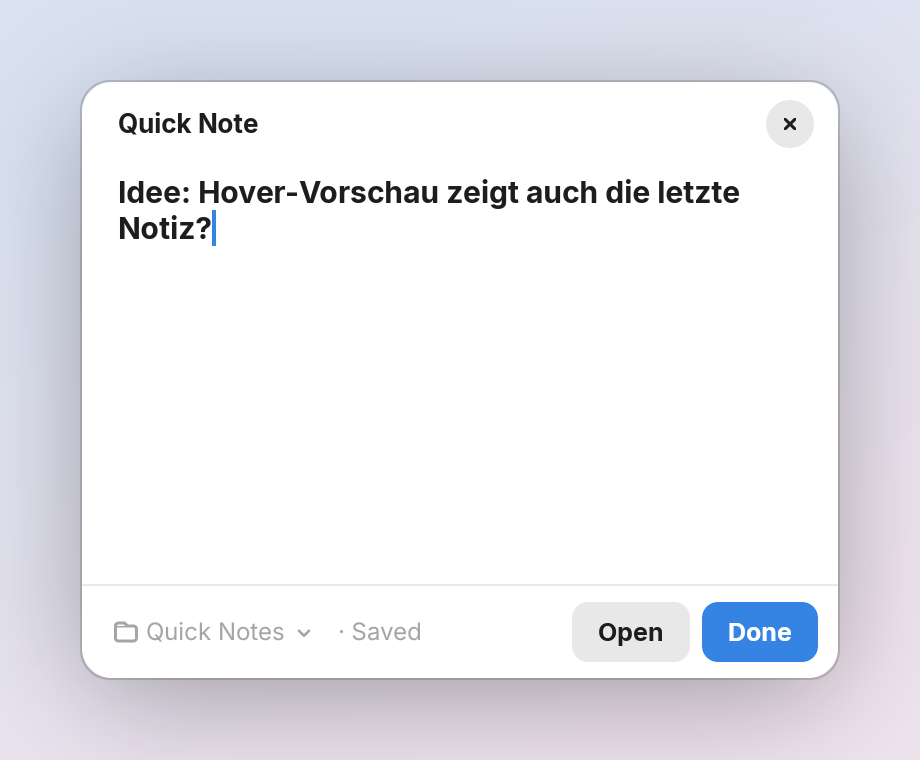 Quick Note
Idee: Hover-Vorschau zeigt auch die letzte
Notiz?
Quick Notes · Saved
Open
Done